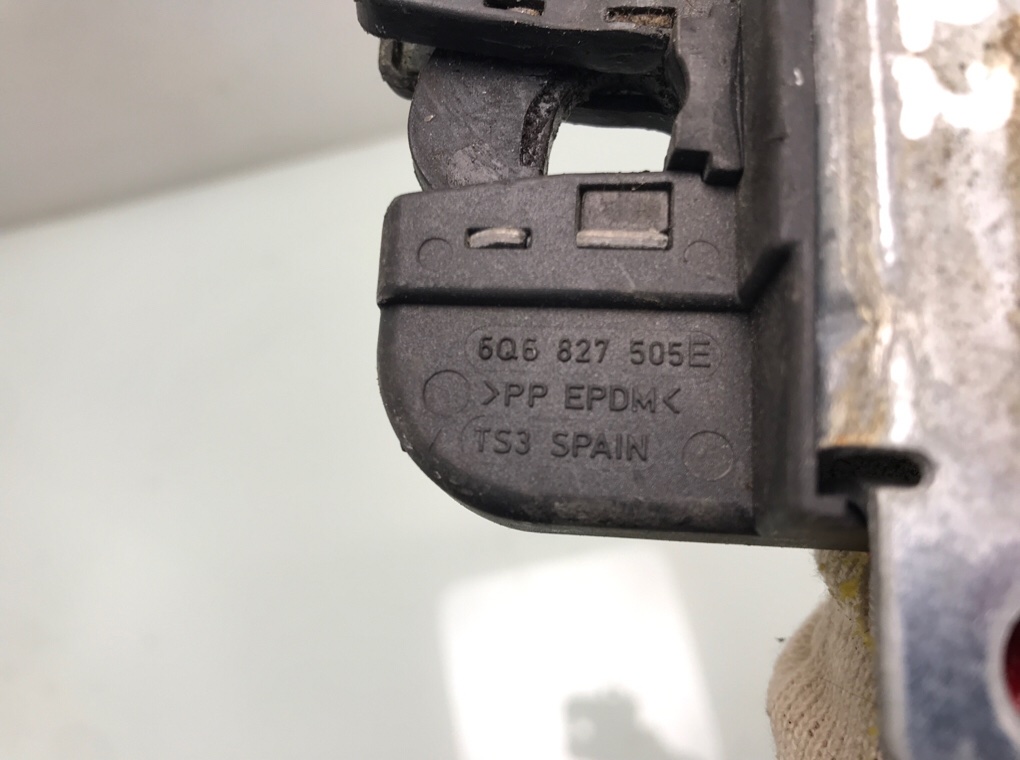 6Q6 827 505E
>PP EPDM<
TS3 SPAIN